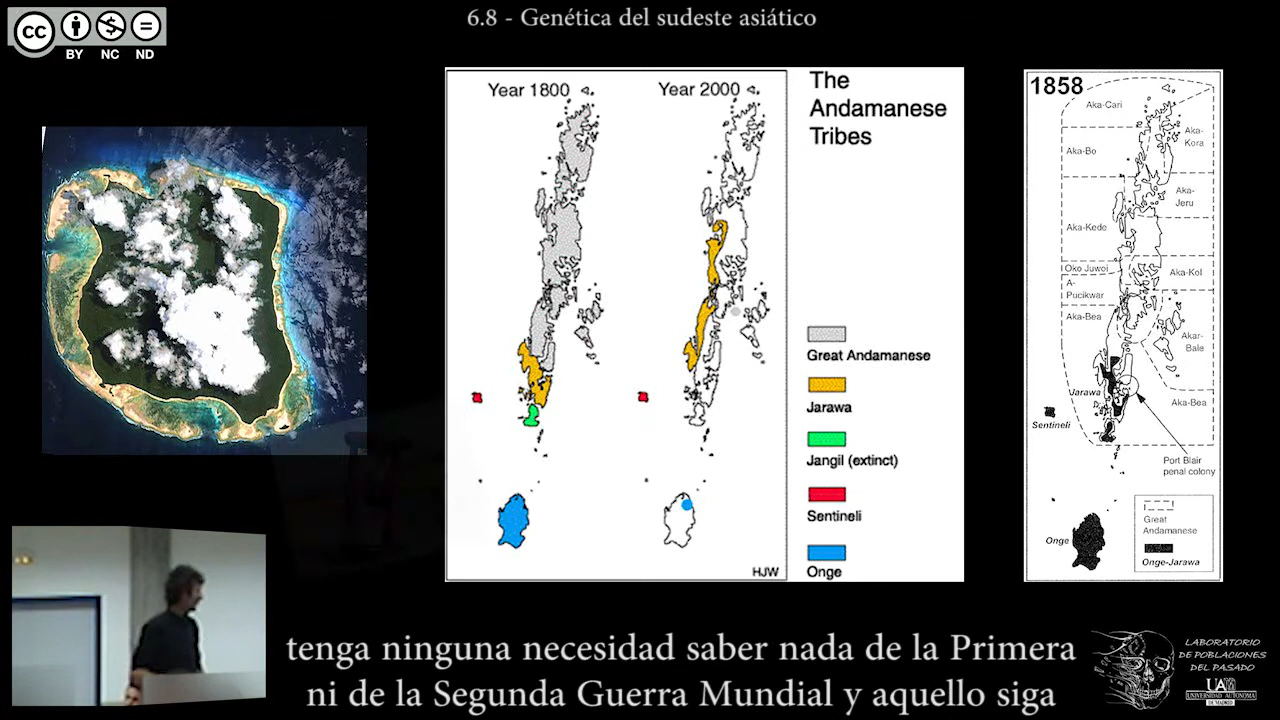 6.8 - Genética del sudeste asiático
CC
BY NC ND
Year 1800
Year 2000
The
Andamanese
Tribes
Great Andamanese
Jarawa
Jangil (extinct)
Sentineli
Onge
HJW
1858
Aka-Cari
Aka-
Kora
Aka-Bo
Aka-
Jeru
Aka-Kede
Oko Juwoi
Aka-Kol
A-
Pucikwar
Aka-Bea
Akar-
Bale
Jarawa
Aka-Bea
Sentineli
Port Blair
penal colony
Great
Andamanese
Onge
Onge-Jarawa
tenga ninguna necesidad saber nada de la Primera
ni de la Segunda Guerra Mundial y aquello siga
LABORATORIO
DE POBLACIONES
DEL PASADO
UAM
UNIVERSIDAD AUTONOMA
DE MADRID